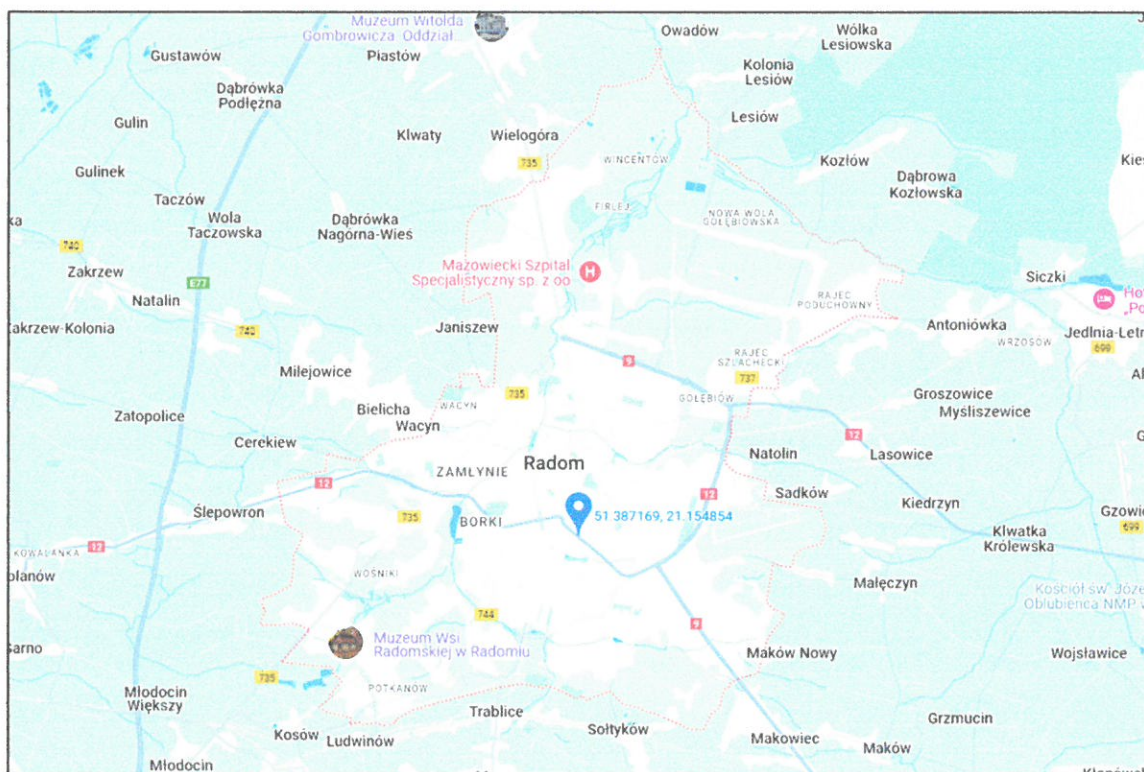 Muzeum Witolda
Gombrowicza Oddział...
Owadów
Wólka
Lesiowska
Gustawów
Piastów
Kolonia
Lesiów
Dąbrówka
Podłężna
Gulin
Klwaty
Wielogóra
Lesiów
735
WINCENTÓW
Kozłów
Gulinek
Dąbrowa
Kozłowska
Taczów
FIRLEJ
Wola
Taczowska
Dąbrówka
Nagórna-Wieś
NOWA WOLA
GOŁĘBIOWSKA
740
Zakrzew
Mazowiecki Szpital
Specjalistyczny sp. z oo
H
E77
Siczki
Natalin
RAJEC
PODUCHOWNY
Zakrzew-Kolonia
740
Janiszew
Antoniówka
WRZOSÓW
Jedlnia-Letn
699
9
RAJEC
SZLACHECKI
737
Milejowice
735
GOŁĘBIÓW
Groszowice
Myśliszewice
Zatopolice
Bielicha
WACYN
Wacyn
Cerekiew
12
Natolin
Lasowice
ZAMŁYNIE
Radom
12
12
Sadków
Ślepowron
735
BORKI
51.387169, 21.154854
Kiedrzyn
Gzowic
699
KOWALANKA
12
Klwatka
Królewska
WOŚNIKI
Małęczyn
Kościół św. Józe
Oblubieńca NMP w
744
9
Muzeum Wsi
Radomskiej w Radomiu
Maków Nowy
Wojsławice
735
POTKANÓW
Młodocin
Większy
Trablice
Sołtyków
Grzmucin
Kosów
Ludwinów
Makowiec
Maków
Młodocin